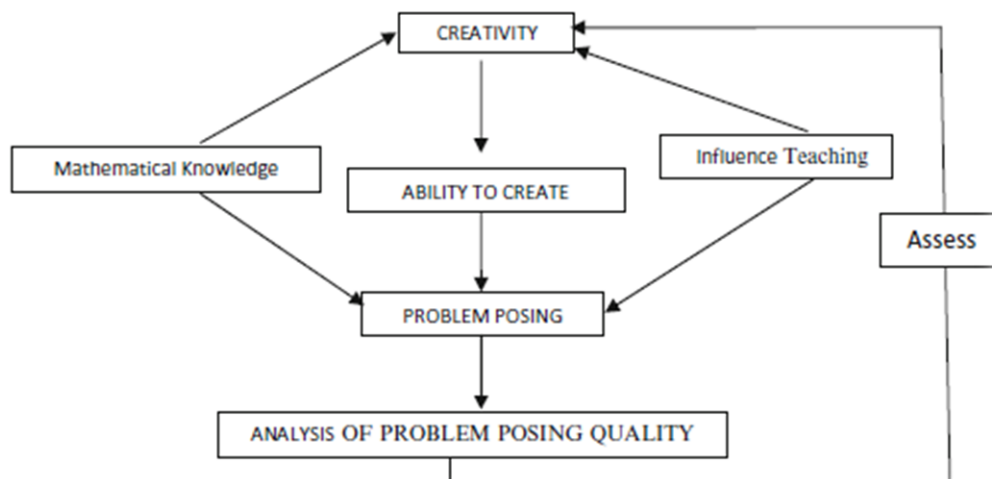 CREATIVITY
Mathematical Knowledge
Influence Teaching
ABILITY TO CREATE
Assess
PROBLEM POSING
ANALYSIS OF PROBLEM POSING QUALITY